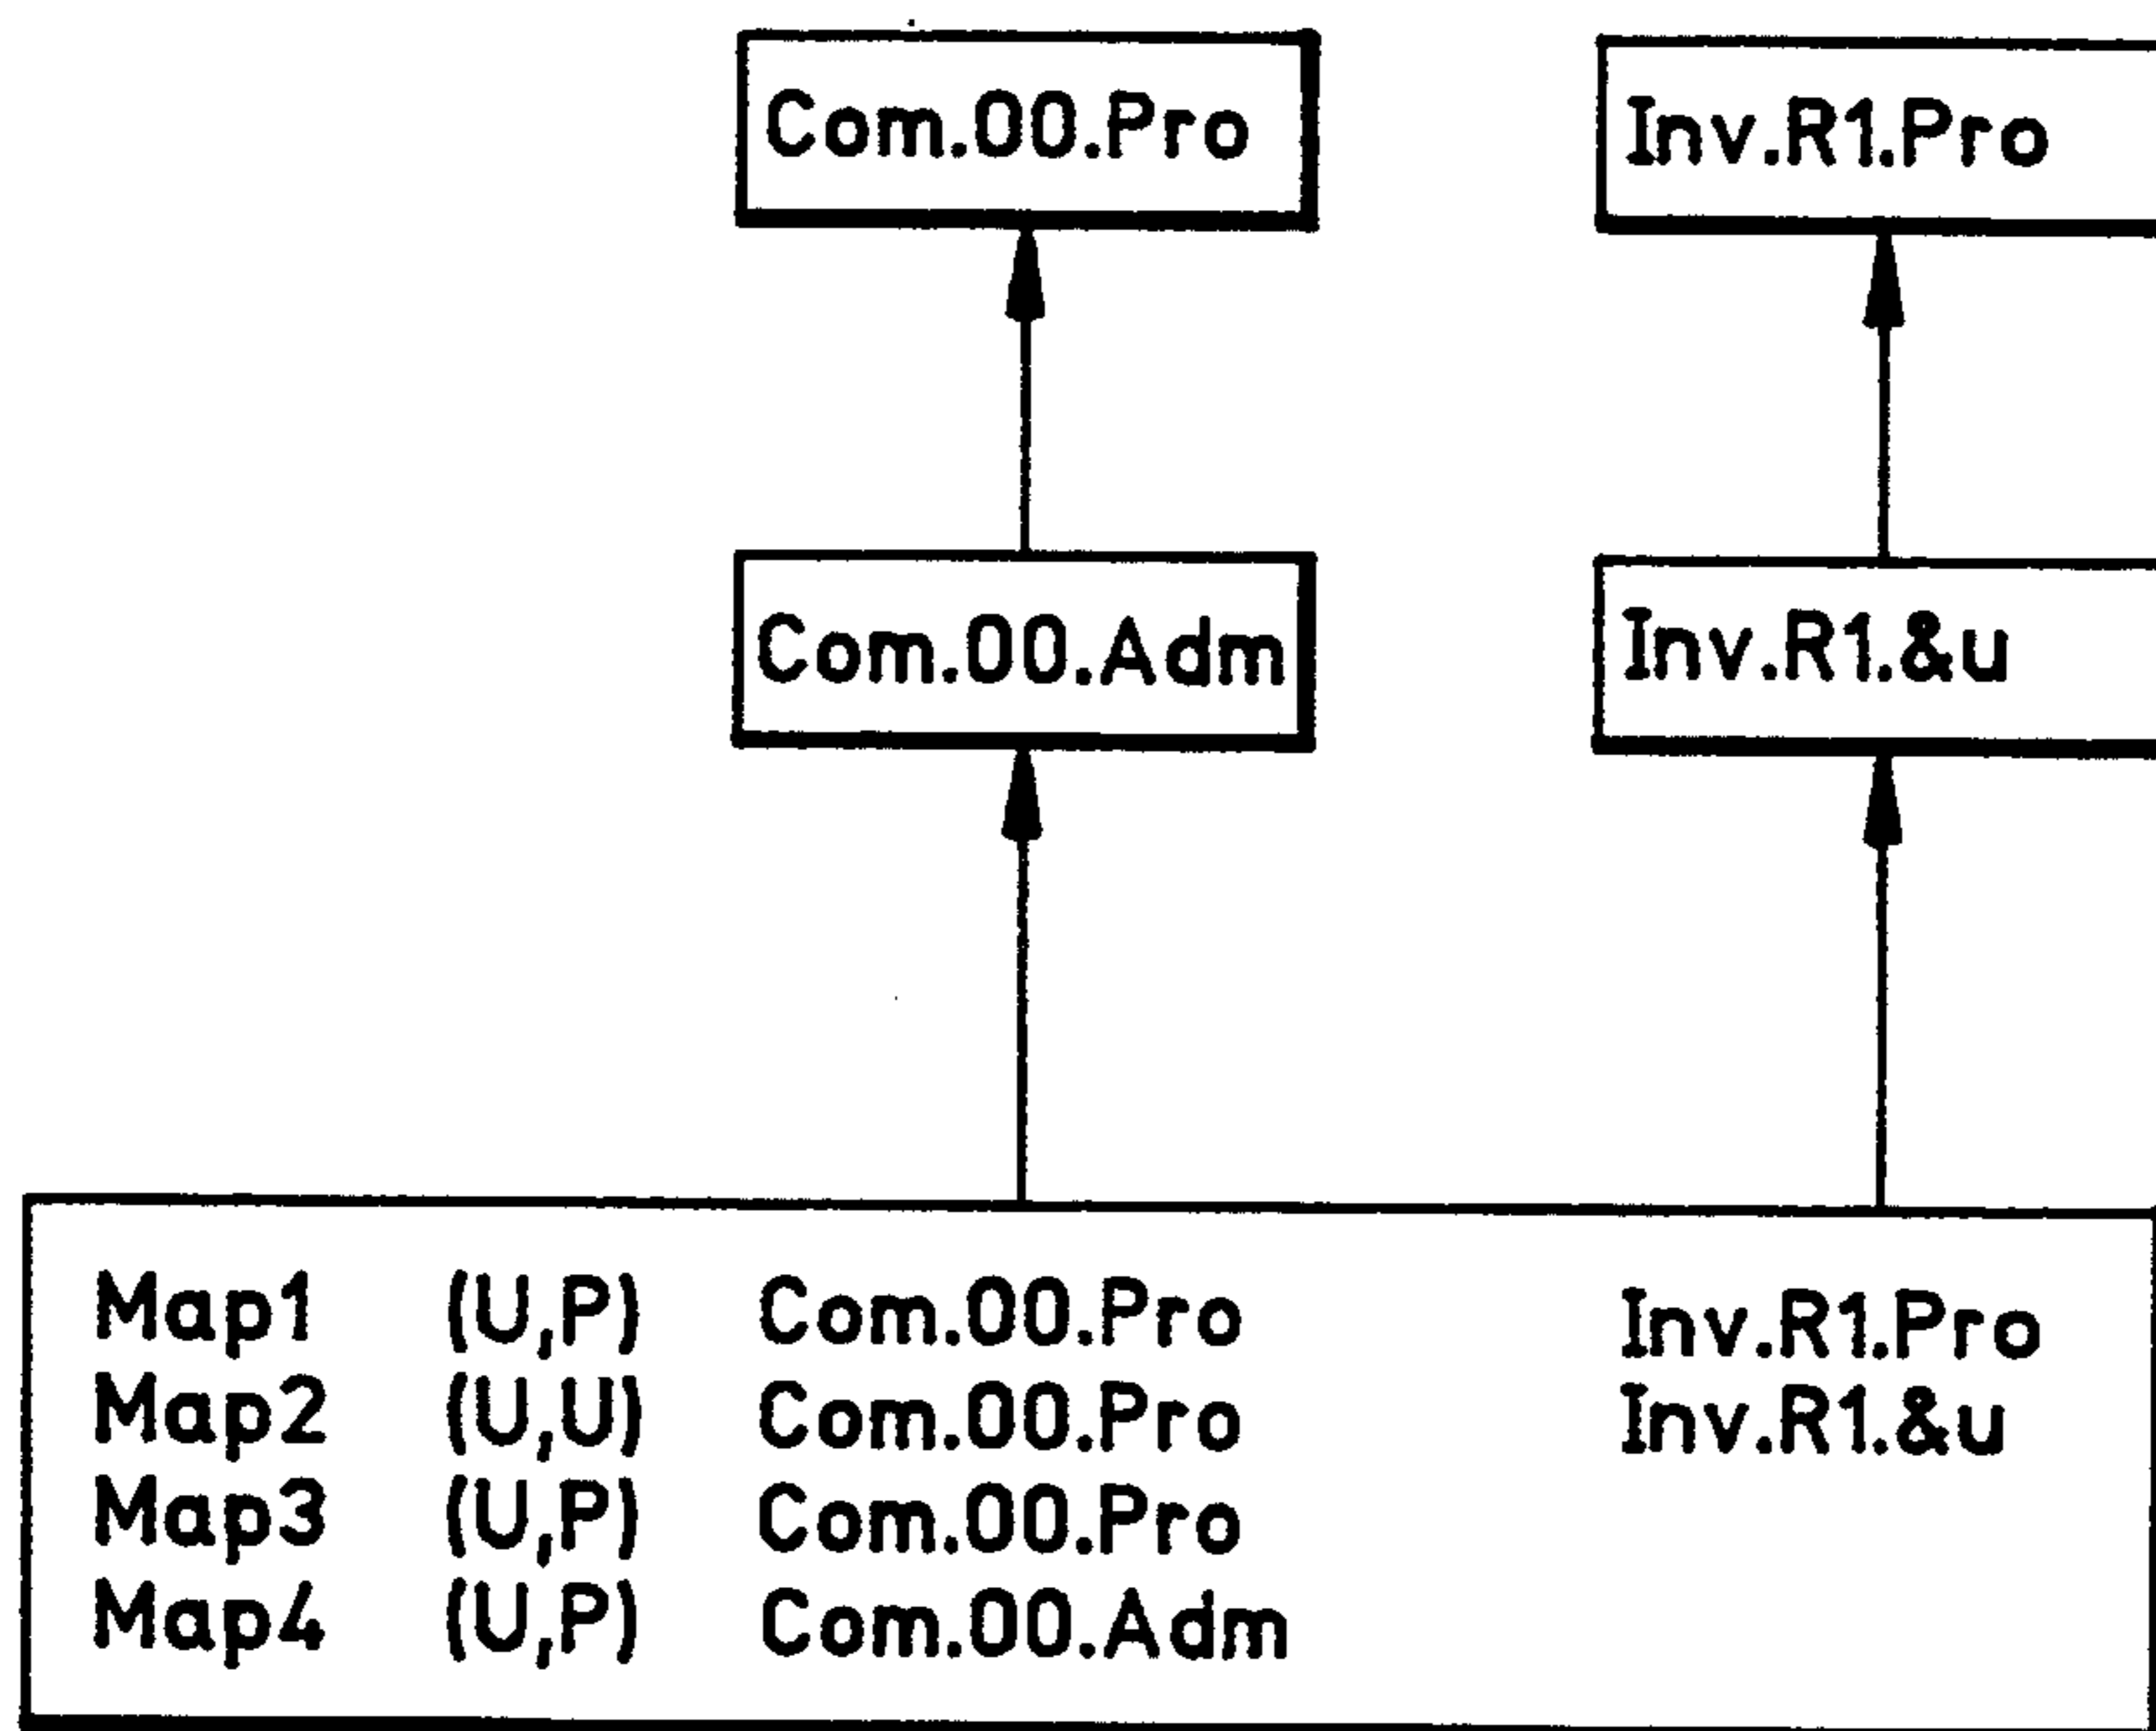 Com.00.Pro Inv.R1.Pro
Com.00.Adm Inv.R1.&u
Map1 (U,P) Com.00.Pro Inv.R1.Pro
Map2 (U,U) Com.00.Pro Inv.R1.&u
Map3 (U,P) Com.00.Pro
Map4 (U,P) Com.00.Adm